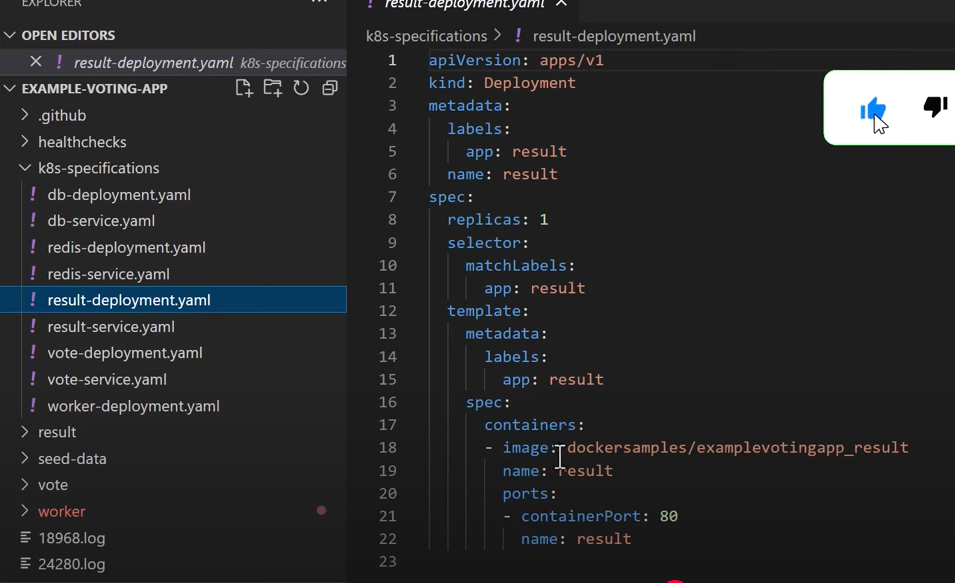 EXPLORER
OPEN EDITORS
! result-deployment.yaml k8s-specifications
EXAMPLE-VOTING-APP
.github
healthchecks
k8s-specifications
! db-deployment.yaml
! db-service.yaml
! redis-deployment.yaml
! redis-service.yaml
! result-deployment.yaml
! result-service.yaml
! vote-deployment.yaml
! vote-service.yaml
! worker-deployment.yaml
result
seed-data
vote
worker
18968.log
24280.log
! result-deployment.yaml
k8s-specifications > ! result-deployment.yaml
1 apiVersion: apps/v1
2 kind: Deployment
3 metadata:
4 labels:
5 app: result
6 name: result
7 spec:
8 replicas: 1
9 selector:
10 matchLabels:
11 app: result
12 template:
13 metadata:
14 labels:
15 app: result
16 spec:
17 containers:
18 - image: dockersamples/examplevotingapp_result
19 name: result
20 ports:
21 - containerPort: 80
22 name: result
23